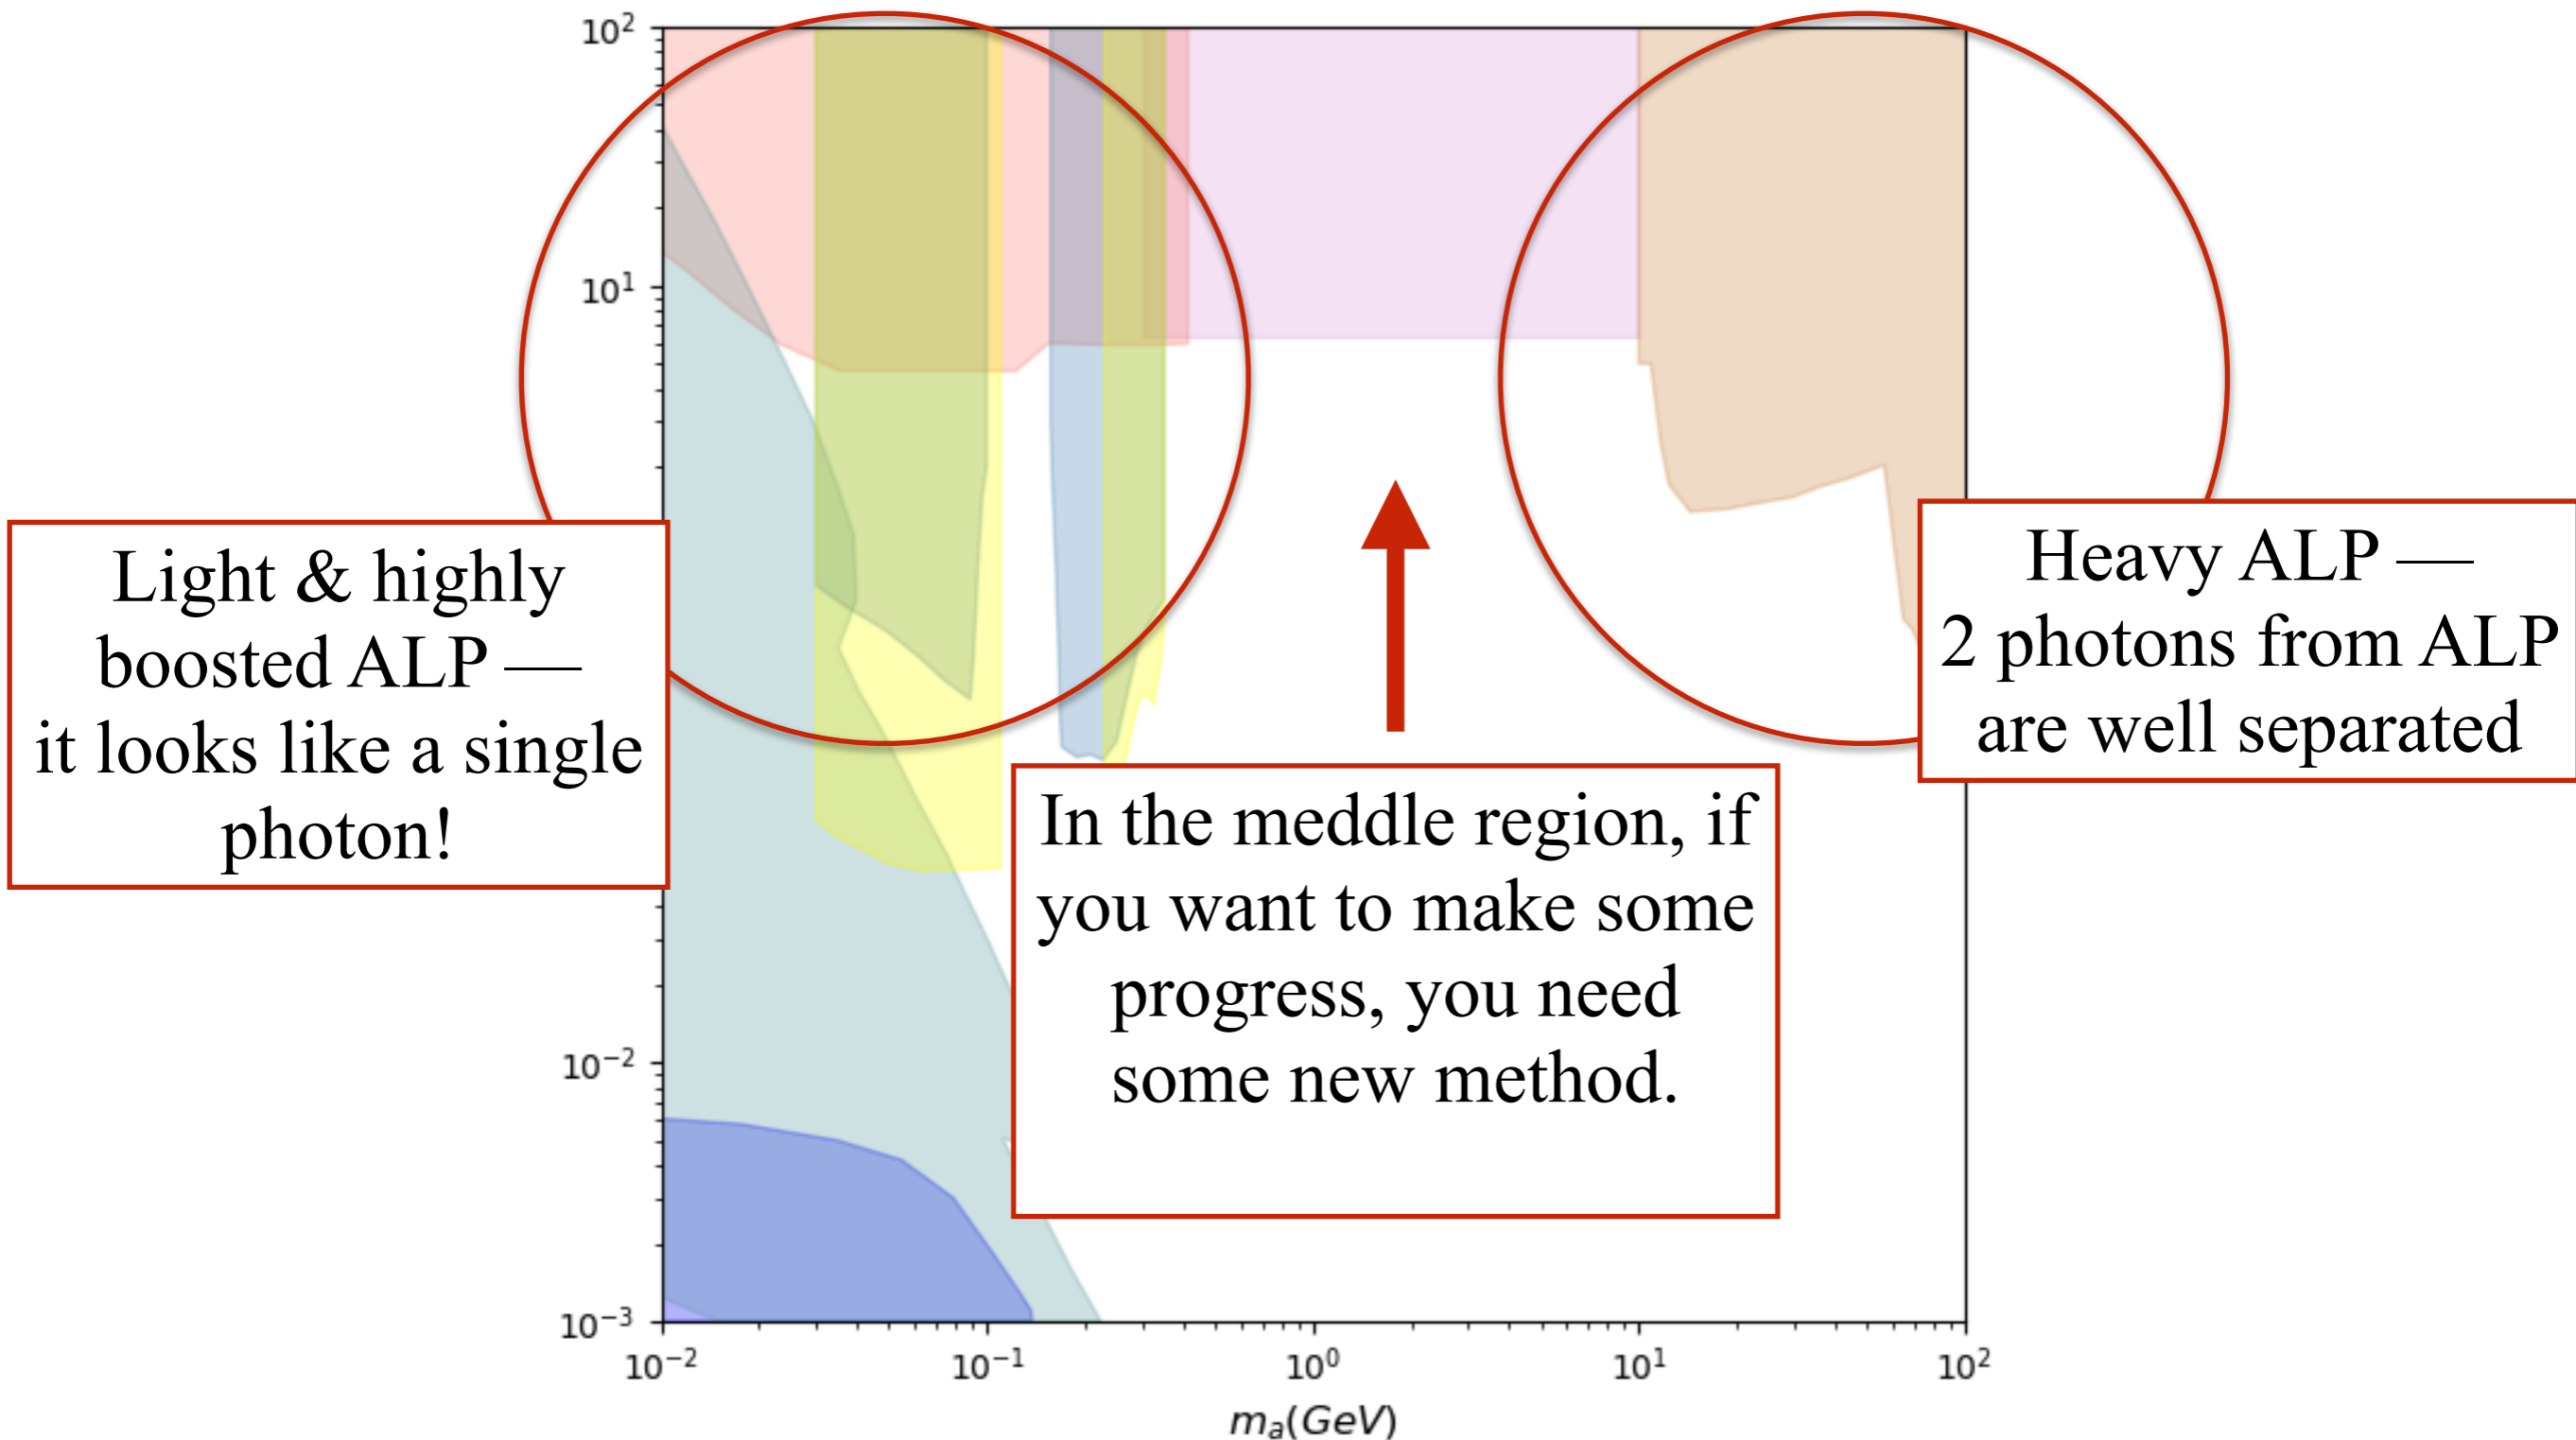 10²
10¹
Light & highly
boosted ALP —
it looks like a single
photon!
Heavy ALP —
2 photons from ALP
are well separated
In the meddle region, if
you want to make some
progress, you need
some new method.
10⁻²
10⁻³
10⁻² 10⁻¹ 10⁰ 10¹ 10²
mₐ(GeV)